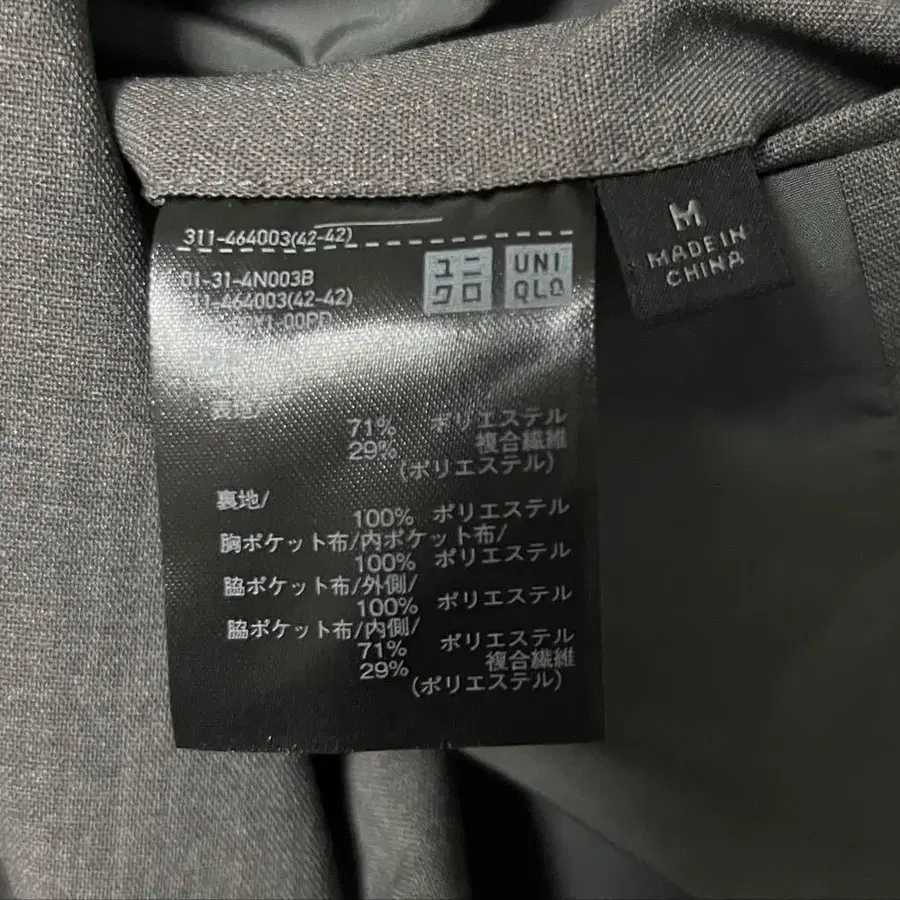 311-464003(42-42)
01-31-4N003B
311-464003(42-42)
ユニ
クロ
UNI
QLO
M
MADE IN
CHINA
表地/
71% ポリエステル
29% 複合繊維
(ポリエステル)
裏地/
100% ポリエステル
胸ポケット布/内ポケット布/
100% ポリエステル
脇ポケット布/外側/
100% ポリエステル
脇ポケット布/内側/
71% ポリエステル
29% 複合繊維
(ポリエステル)